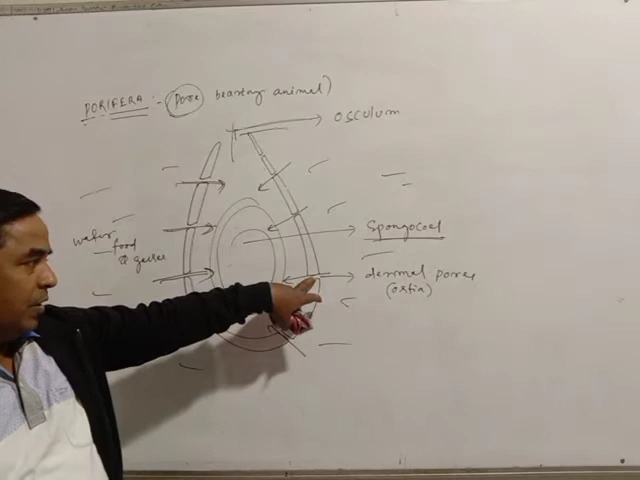 PORIFERA :- (Pore bearing animal)
osculum
water
food
& gases
Spongocoel
dermal pores
(ostia)